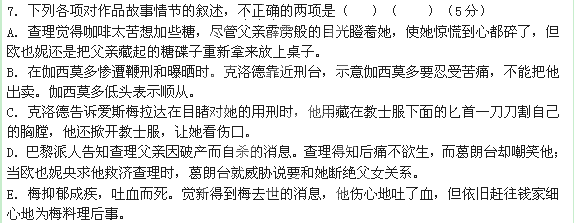 7．下列各项对作品故事情节的叙述，不正确的两项是（　）（　）（5分）
A．查理觉得咖啡太苦想加些糖，尽管父亲霹雳般的目光瞪着她，使她惊慌到心都碎了，但
欧也妮还是把父亲藏起的糖碟子重新拿来放上桌子。
B．在伽西莫多惨遭鞭刑和曝晒时。克洛德靠近刑台，示意伽西莫多要忍受苦痛，不能把他
出卖。伽西莫多低头表示顺从。
C．克洛德告诉爱斯梅拉达在目睹对她的用刑时，他用藏在教士服下面的匕首一刀刀割自己
的胸膛，他还掀开教士服，让她看伤口。
D．巴黎派人告知查理父亲因破产而自杀的消息。查理得知后痛不欲生，而葛朗台却嘲笑他；
当欧也妮央求他救济查理时，葛朗台就威胁说要和她断绝父女关系。
E．梅抑郁成疾，吐血而死。觉新得到梅去世的消息，他伤心地吐了血，但依旧赶往钱家细
心地为梅料理后事。